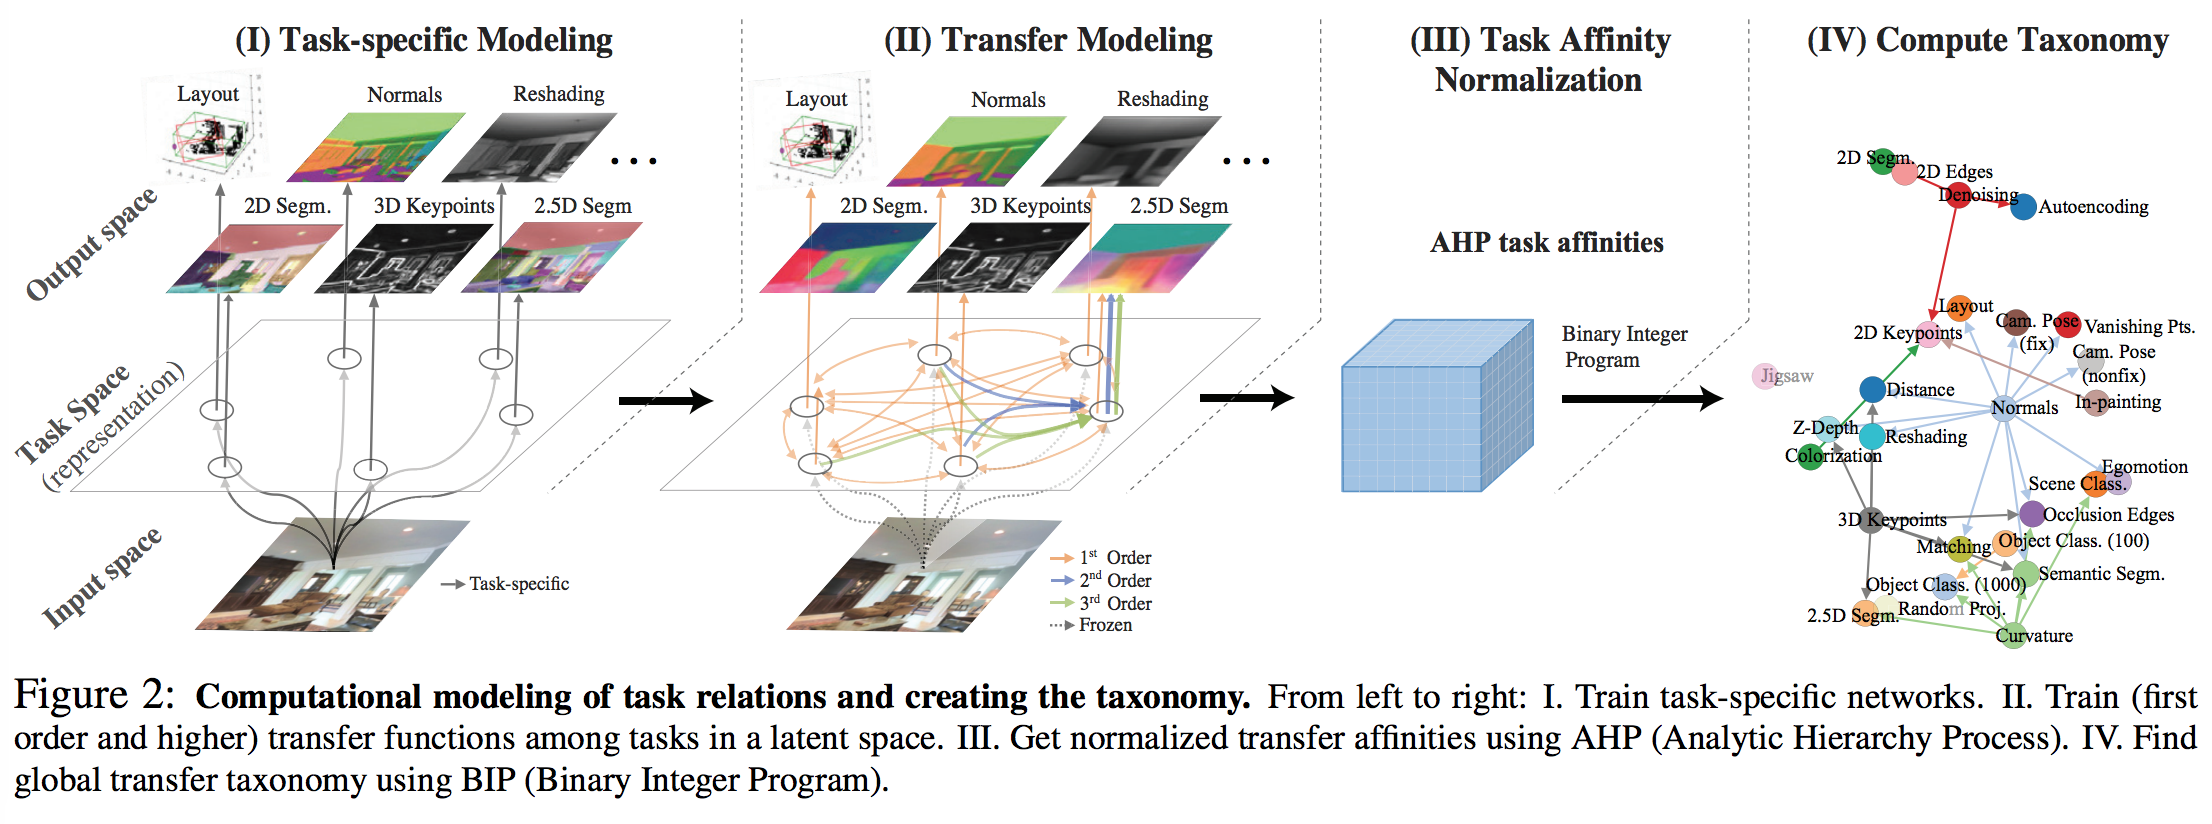 (I) Task-specific Modeling
Layout
Normals
Reshading
...
2D Segm.
3D Keypoints
2.5D Segm
Output space
Task Space
(representation)
Input space
Task-specific
(II) Transfer Modeling
Layout
Normals
Reshading
...
2D Segm.
3D Keypoints
2.5D Segm
1st Order
2nd Order
3rd Order
Frozen
(III) Task Affinity
Normalization
AHP task affinities
Binary Integer
Program
(IV) Compute Taxonomy
2D Segm.
2D Edges
Denoising
Autoencoding
Layout
2D Keypoints
Cam. Pose
(fix)
Vanishing Pts.
Cam. Pose
(nonfix)
Jigsaw
Distance
Normals
In-painting
Z-Depth
Reshading
Colorization
Egomotion
Scene Class.
3D Keypoints
Occlusion Edges
Matching
Object Class. (100)
Semantic Segm.
Object Class. (1000)
2.5D Segm.
Random Proj.
Curvature
Figure 2: Computational modeling of task relations and creating the taxonomy. From left to right: I. Train task-specific networks. II. Train (first
order and higher) transfer functions among tasks in a latent space. III. Get normalized transfer affinities using AHP (Analytic Hierarchy Process). IV. Find
global transfer taxonomy using BIP (Binary Integer Program).